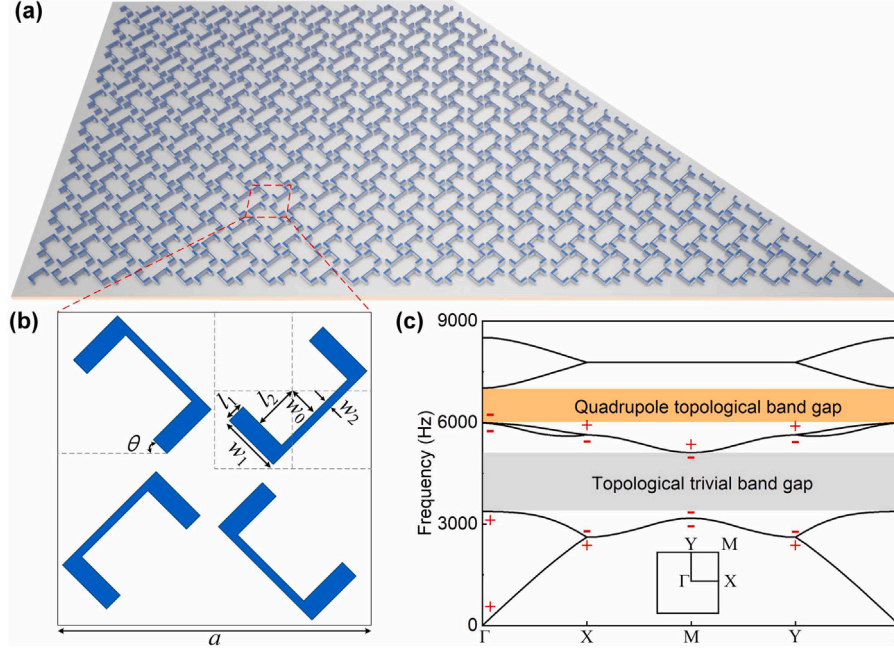 (a)
(b)
θ
l₁
l₂
w₀
w₂
w₁
a
(c)
Frequency (Hz)
9000
6000
3000
0
Quadrupole topological band gap
Topological trivial band gap
- + + + +
- - - -
+ - - -
+ - +
+
Y M
Γ X
Γ X M Y